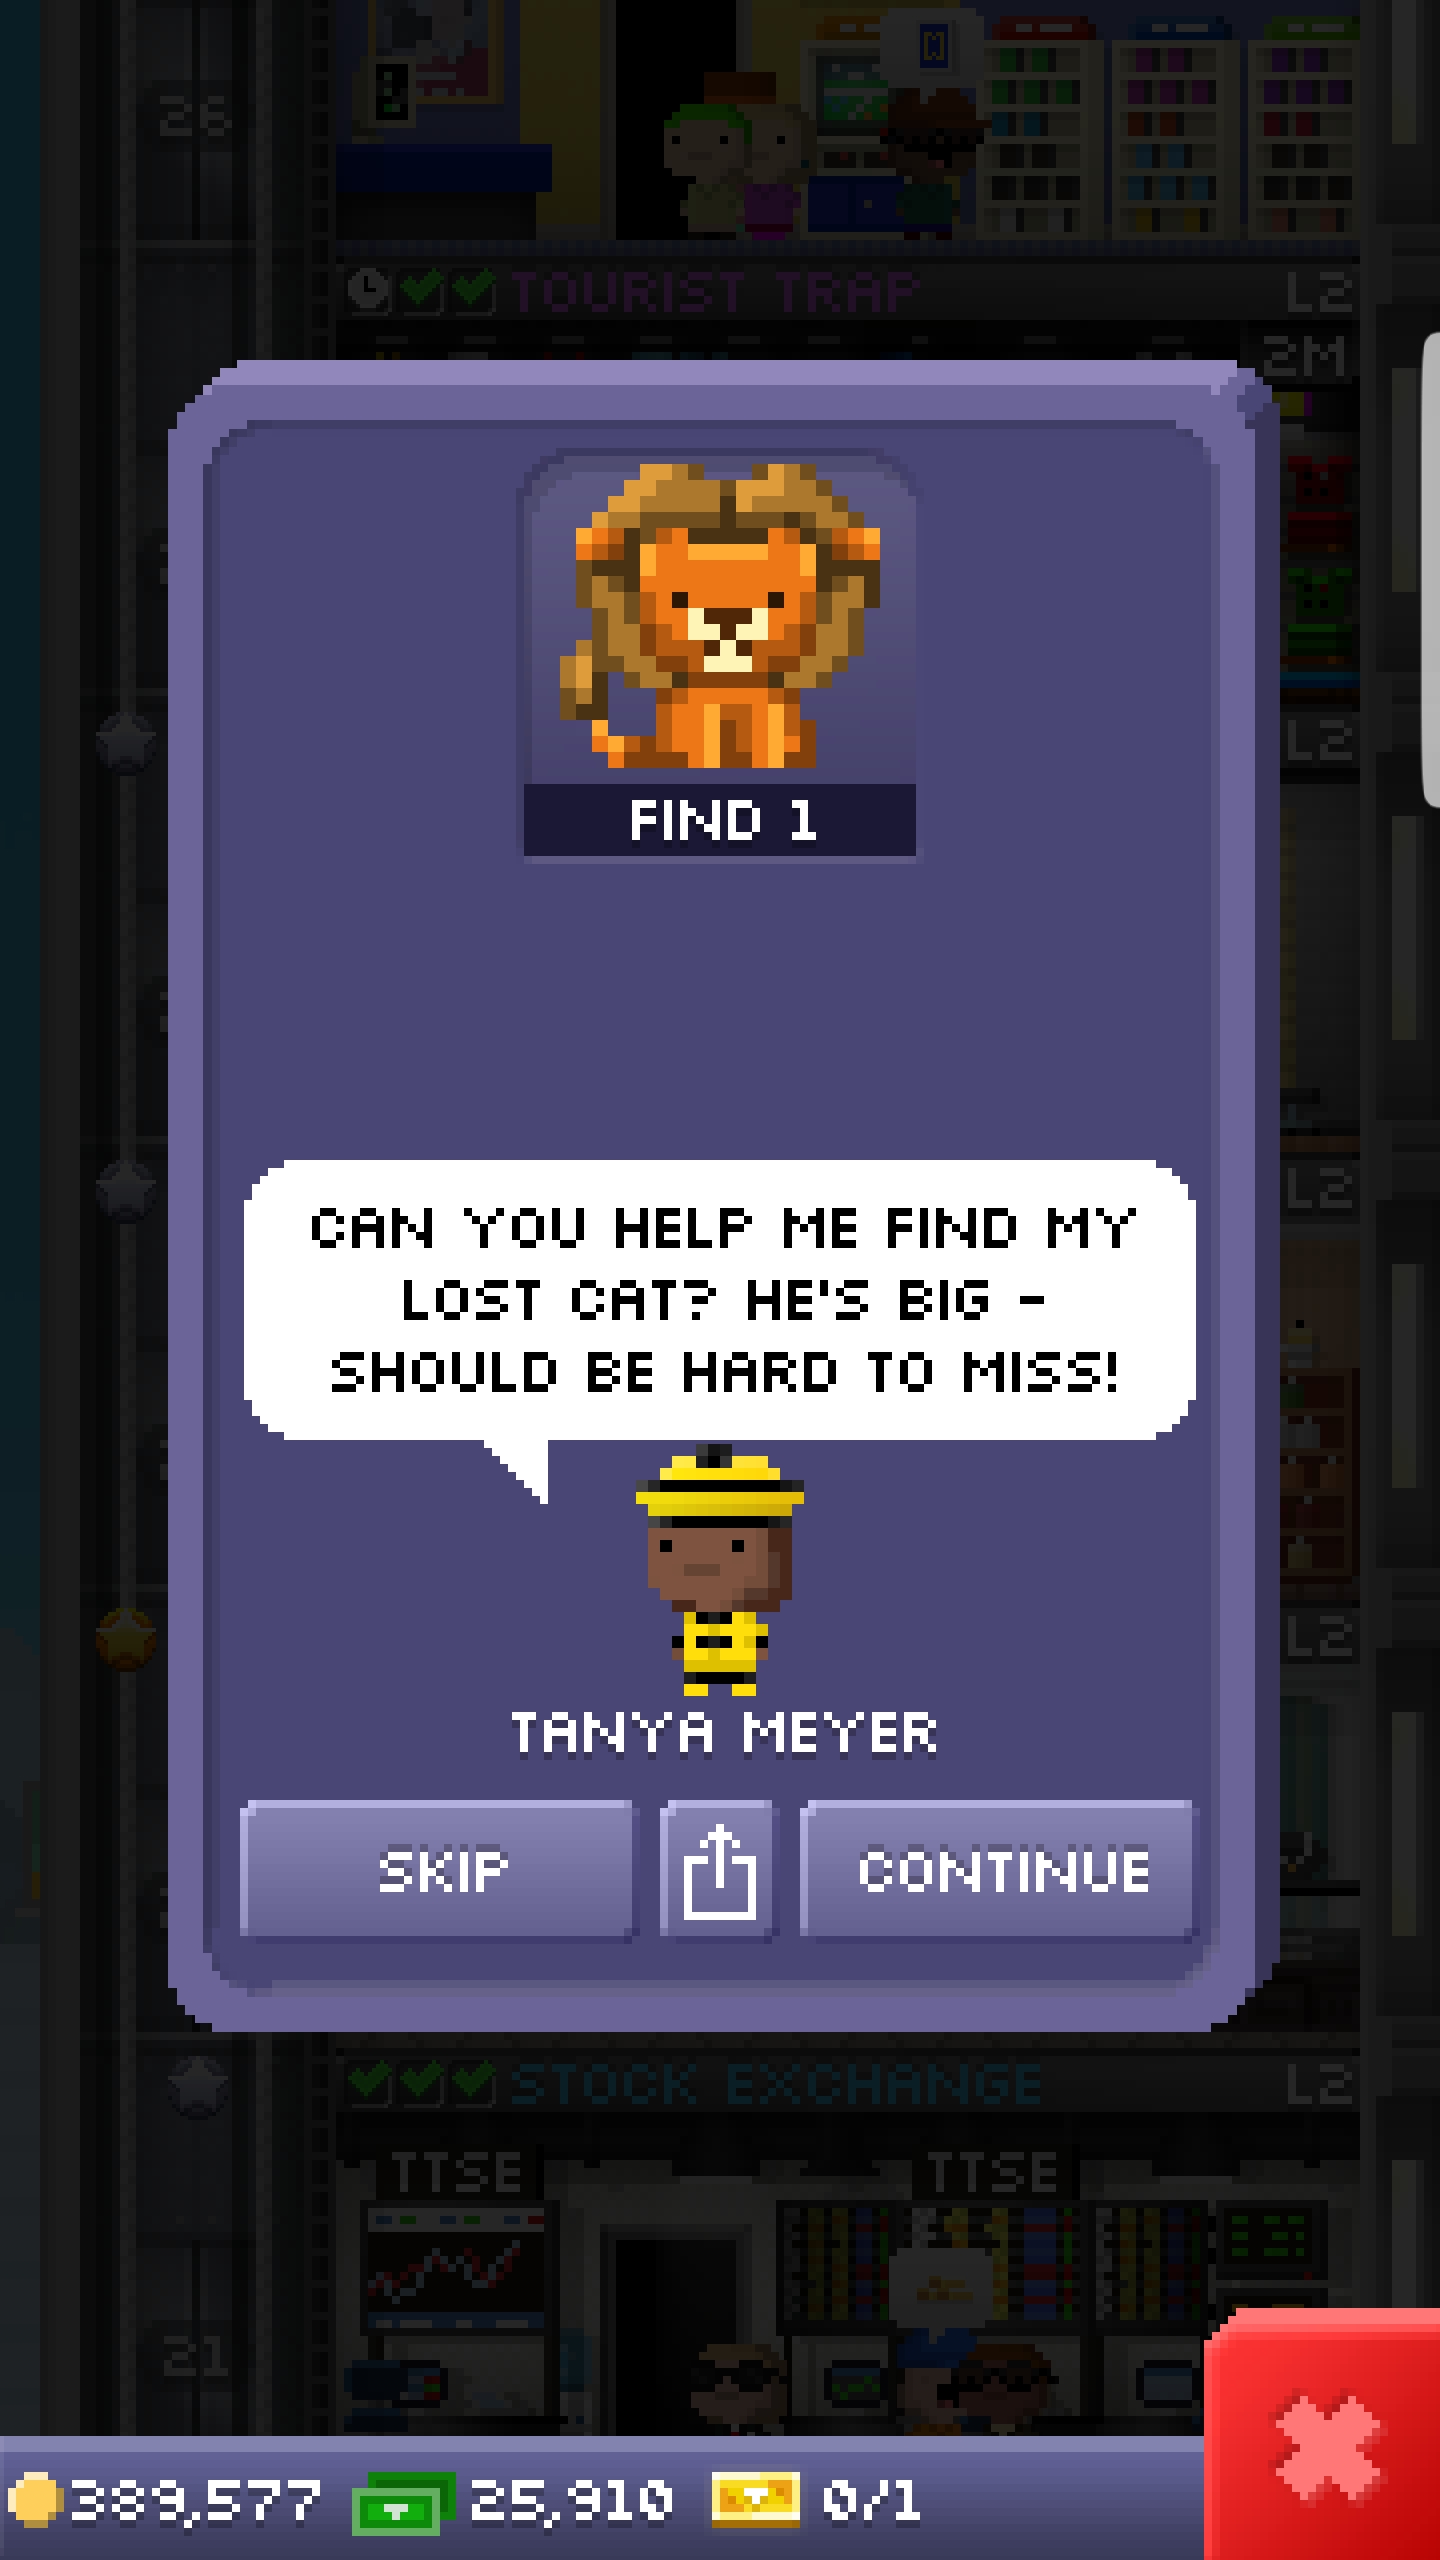 26
TOURIST TRAP
L2
2M
FIND 1
L2
CAN YOU HELP ME FIND MY
LOST CAT? HE'S BIG -
SHOULD BE HARD TO MISS!
L2
L2
TANYA MEYER
SKIP
CONTINUE
STOCK EXCHANGE
L2
TTSE
TTSE
21
389,577
25,910
0/1